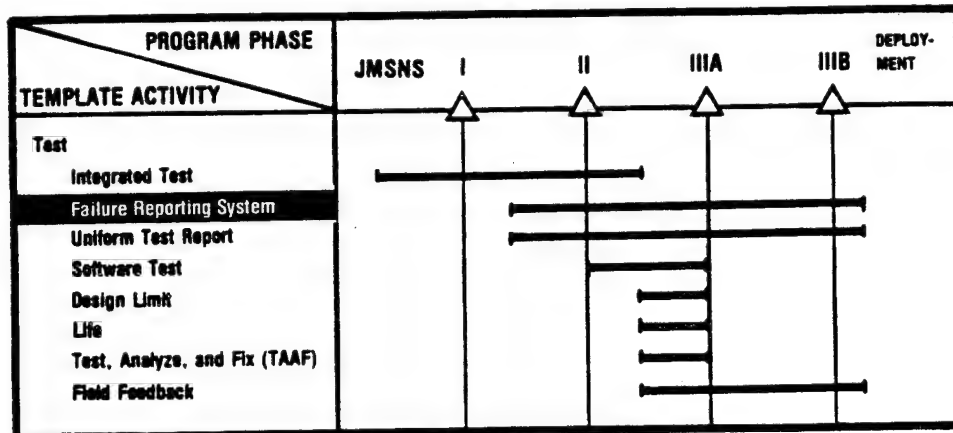 PROGRAM PHASE
TEMPLATE ACTIVITY
JMSNS I II IIIA IIIB DEPLOY-
MENT
Test
Integrated Test
Failure Reporting System
Uniform Test Report
Software Test
Design Limit
Life
Test, Analyze, and Fix (TAAF)
Field Feedback